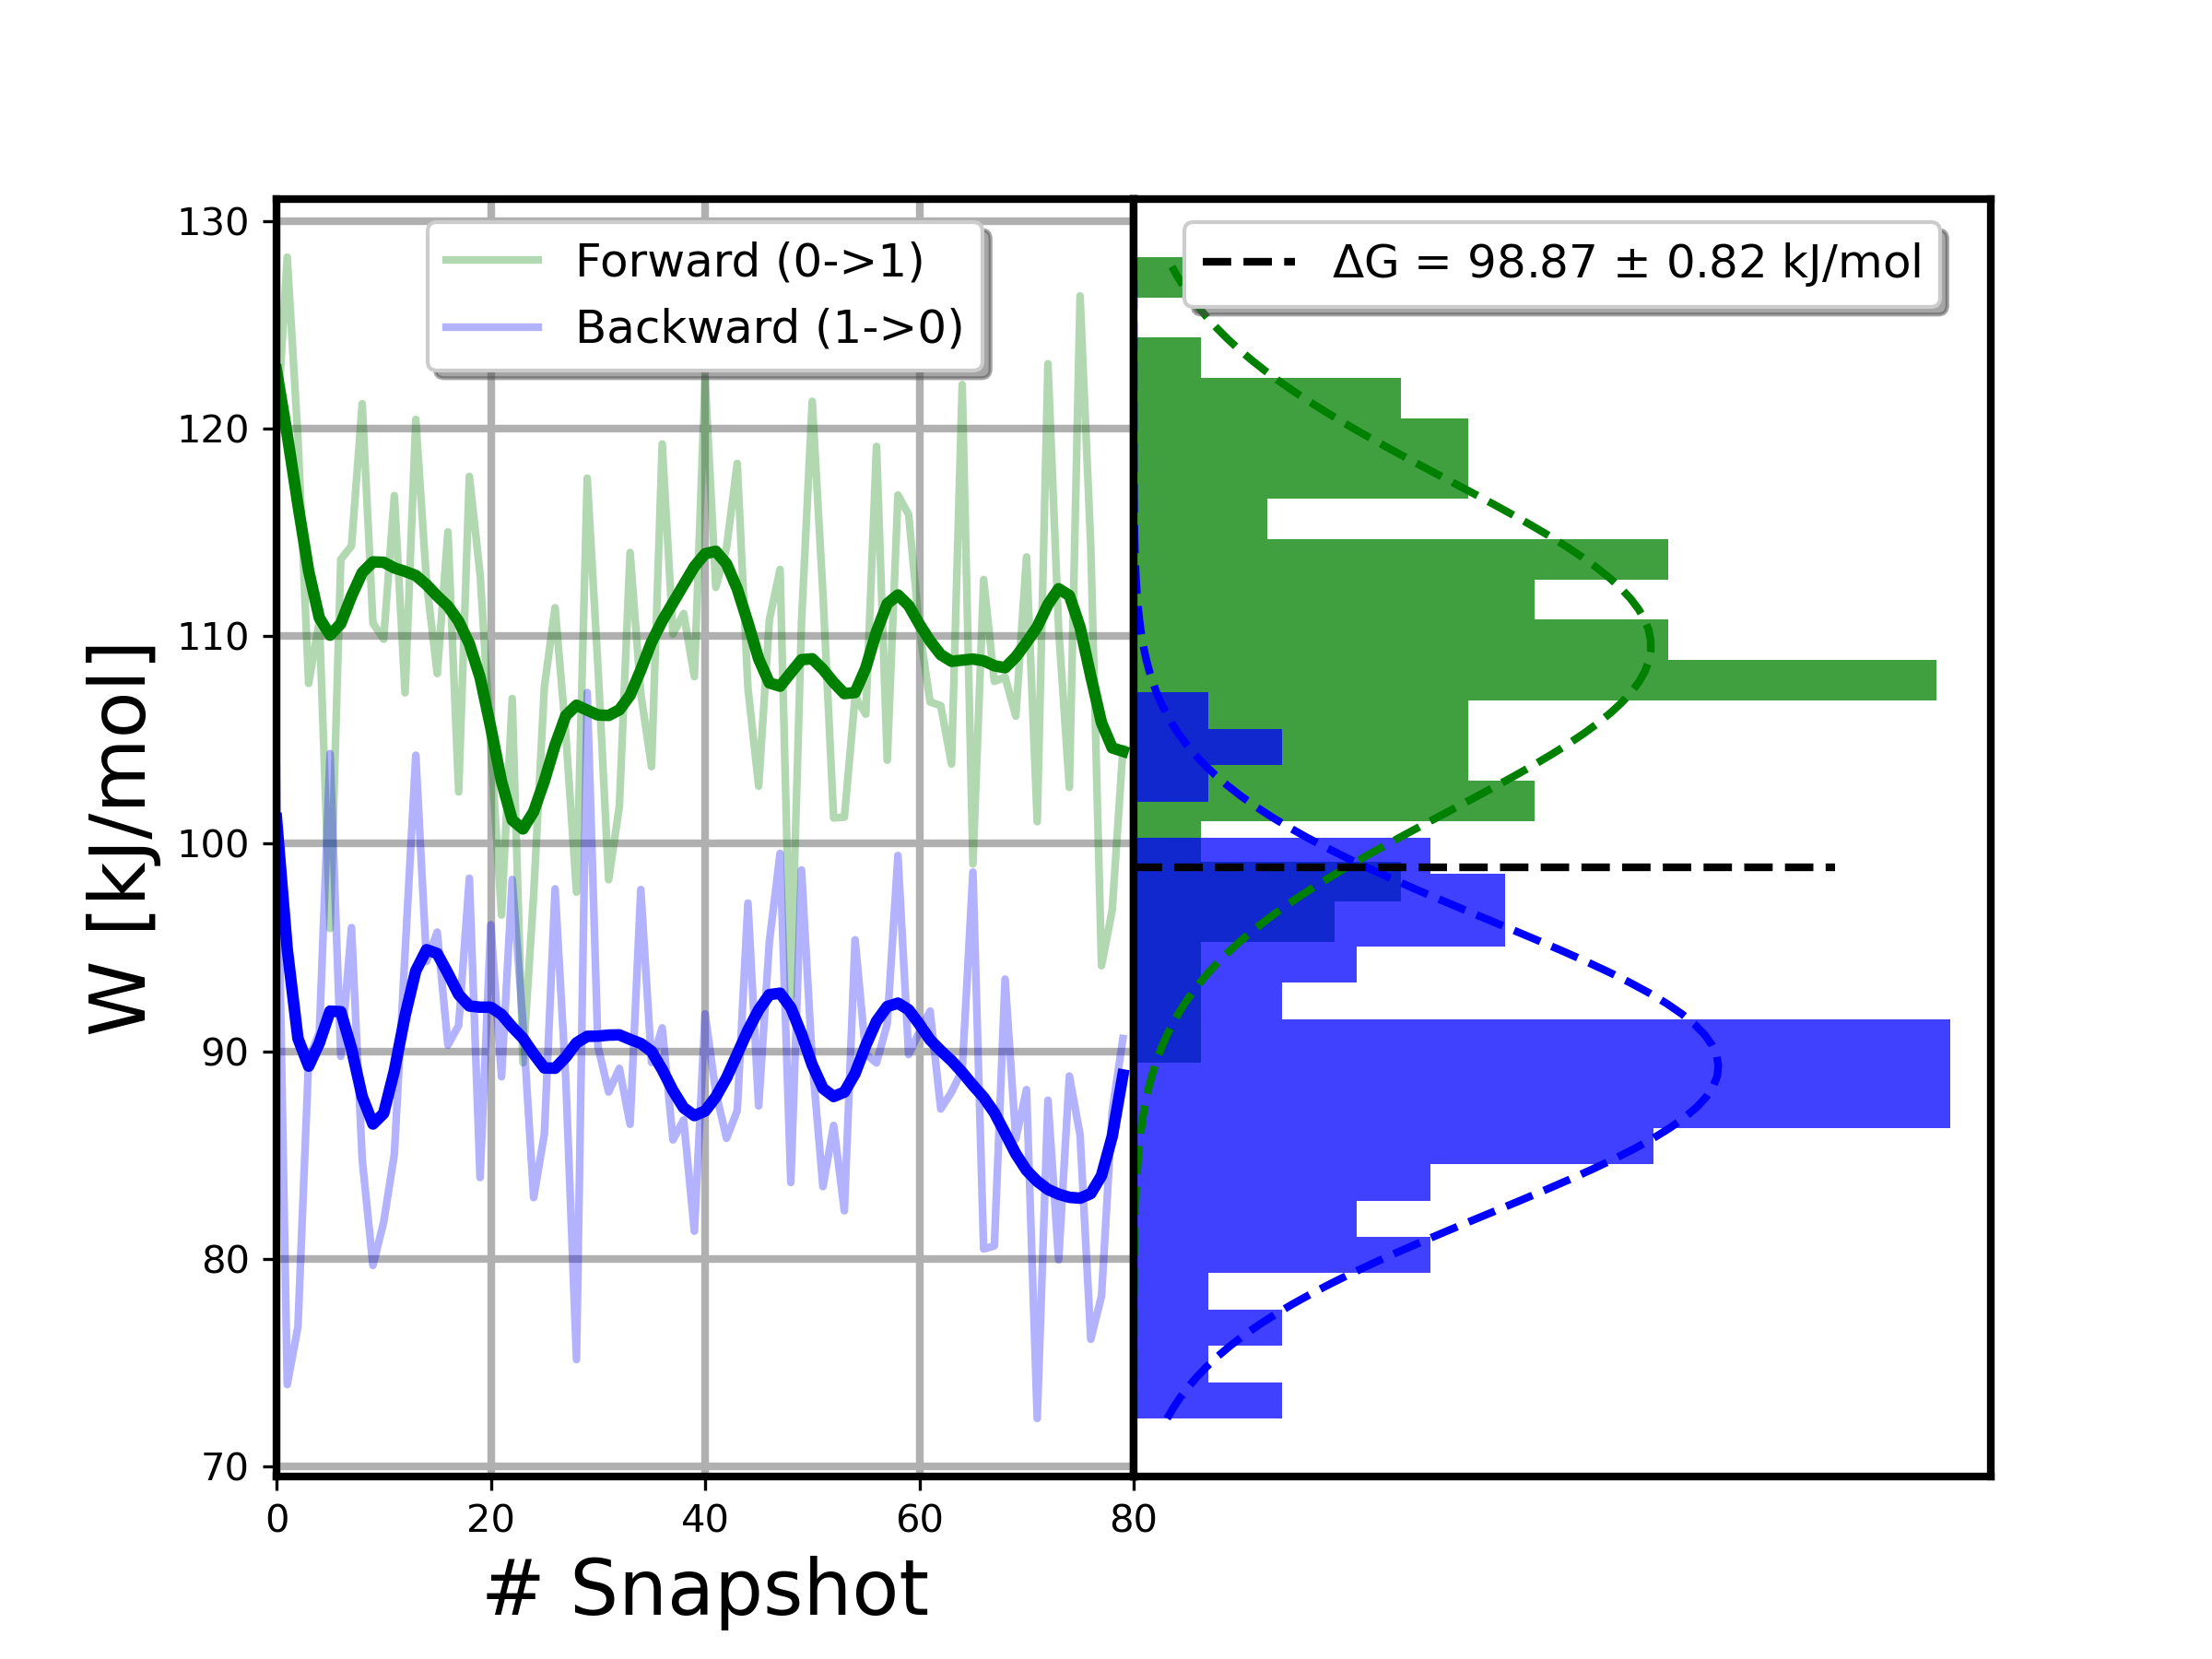 Forward (0->1)
Backward (1->0)
ΔG = 98.87 ± 0.82 kJ/mol
W [kJ/mol]
130
120
110
100
90
80
70
0 20 40 60 80
# Snapshot